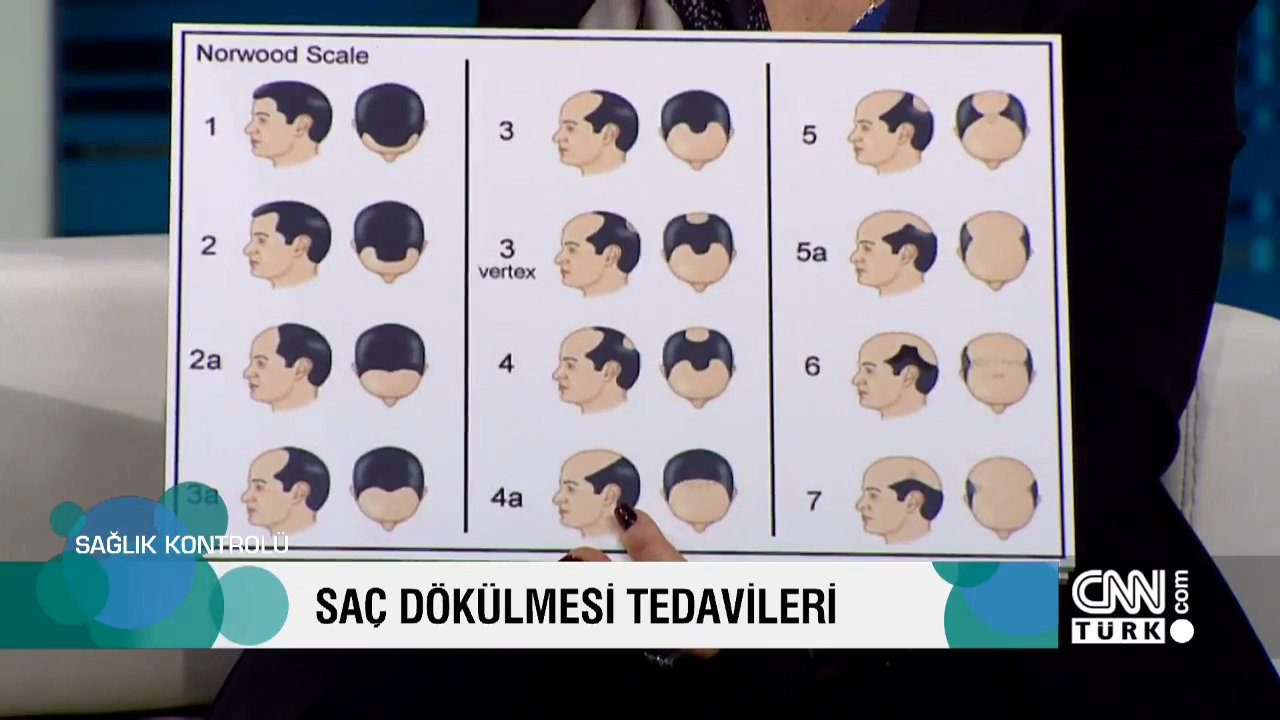 Norwood Scale
1
2
2a
3a
3
3
vertex
4
4a
5
5a
6
7
SAĞLIK KONTROLÜ
SAÇ DÖKÜLMESİ TEDAVİLERİ
CNN
TÜRK
.com